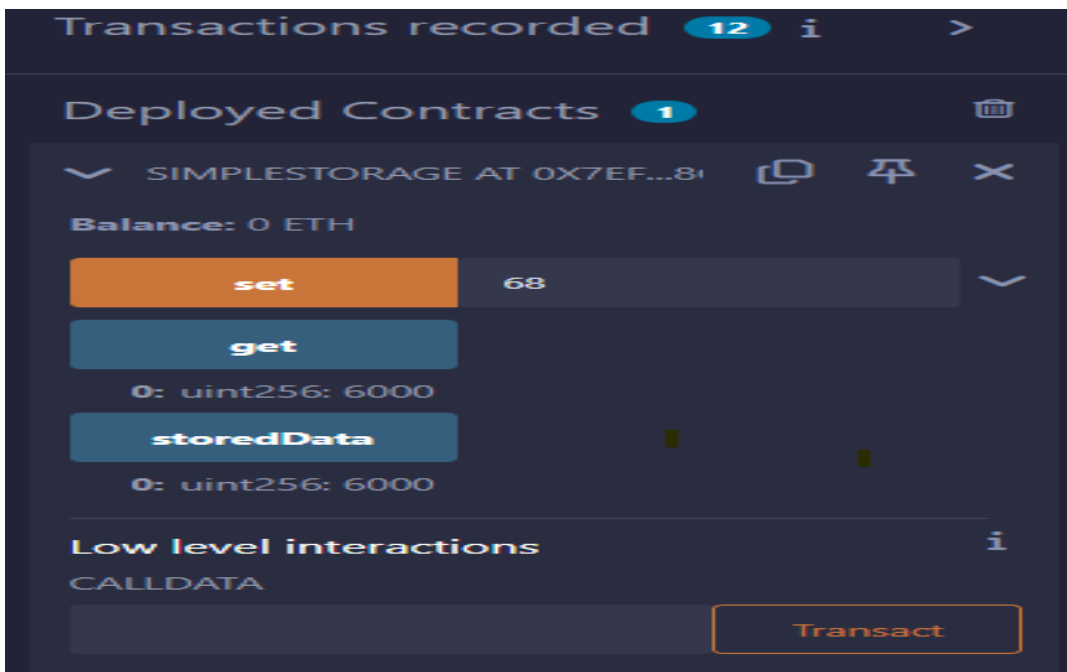 Transactions recorded 12 i >
Deployed Contracts 1
SIMPLESTORAGE AT 0X7EF...8
Balance: 0 ETH
set 68
get
0: uint256: 6000
storedData
0: uint256: 6000
Low level interactions i
CALLDATA
Transact